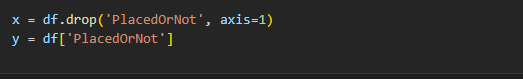 x = df.drop('PlacedOrNot', axis=1)
y = df['PlacedOrNot']